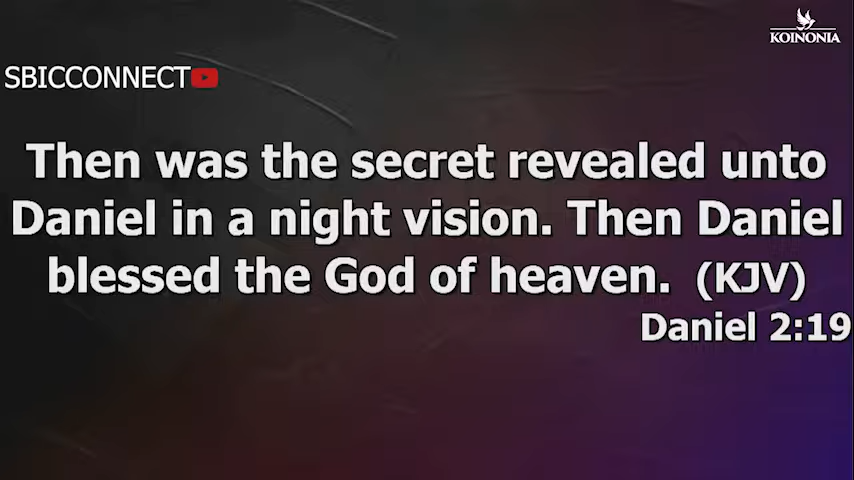 KOINONIA
SBICCONNECT
Then was the secret revealed unto
Daniel in a night vision. Then Daniel
blessed the God of heaven. (KJV)
Daniel 2:19